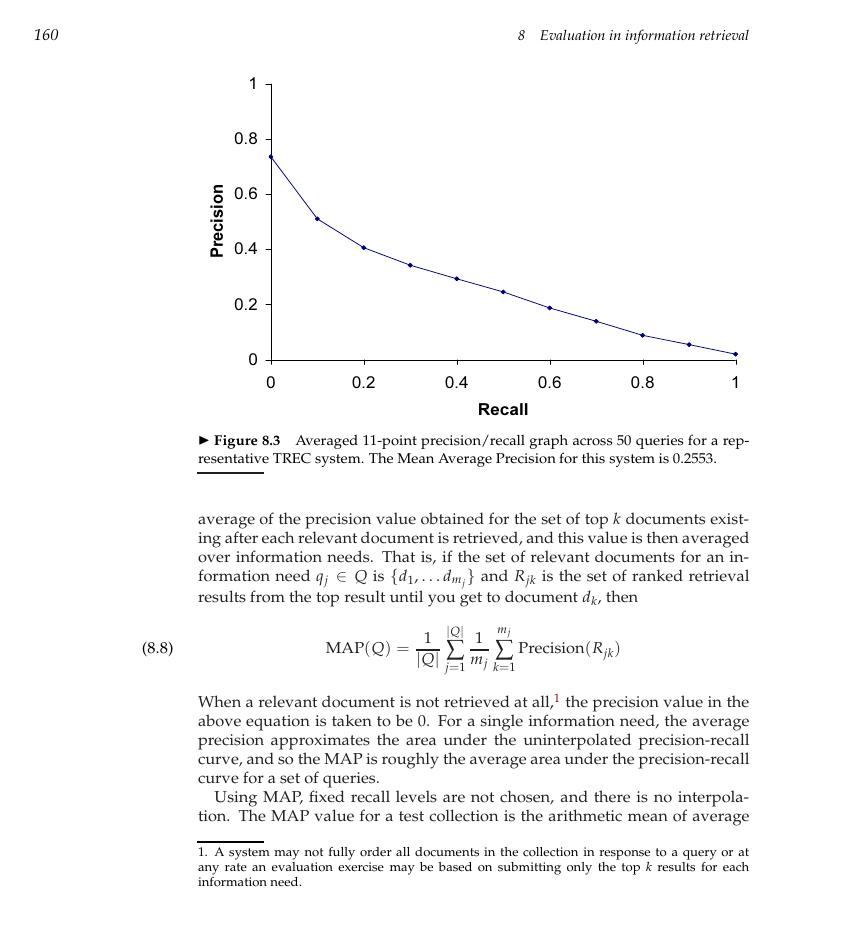 160
8 Evaluation in information retrieval
1
0.8
0.6
0.4
0.2
0
Precision
0 0.2 0.4 0.6 0.8 1
Recall
▶ Figure 8.3 Averaged 11-point precision/recall graph across 50 queries for a rep-
resentative TREC system. The Mean Average Precision for this system is 0.2553.
average of the precision value obtained for the set of top k documents exist-
ing after each relevant document is retrieved, and this value is then averaged
over information needs. That is, if the set of relevant documents for an in-
formation need q_j ∈ Q is {d_1, . . . d_{m_j}} and R_{jk} is the set of ranked retrieval
results from the top result until you get to document d_k, then
(8.8) MAP(Q) = \frac{1}{|Q|} \sum_{j=1}^{|Q|} \frac{1}{m_j} \sum_{k=1}^{m_j} Precision(R_{jk})
When a relevant document is not retrieved at all,¹ the precision value in the
above equation is taken to be 0. For a single information need, the average
precision approximates the area under the uninterpolated precision-recall
curve, and so the MAP is roughly the average area under the precision-recall
curve for a set of queries.
Using MAP, fixed recall levels are not chosen, and there is no interpola-
tion. The MAP value for a test collection is the arithmetic mean of average
1. A system may not fully order all documents in the collection in response to a query or at
any rate an evaluation exercise may be based on submitting only the top k results for each
information need.